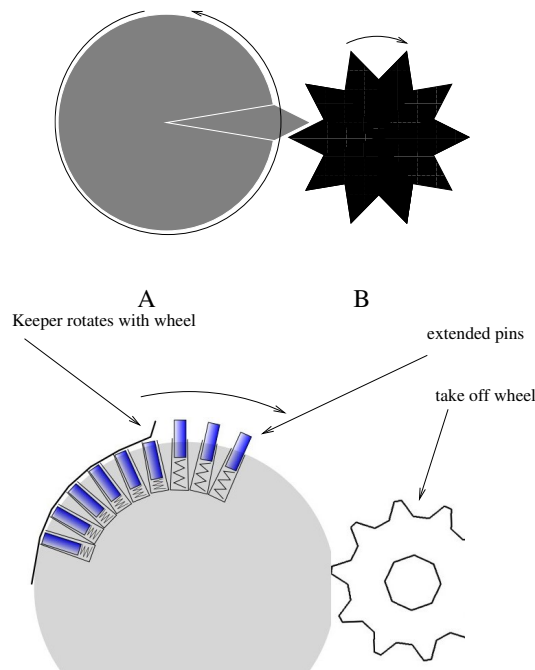 A B
Keeper rotates with wheel
extended pins
take off wheel